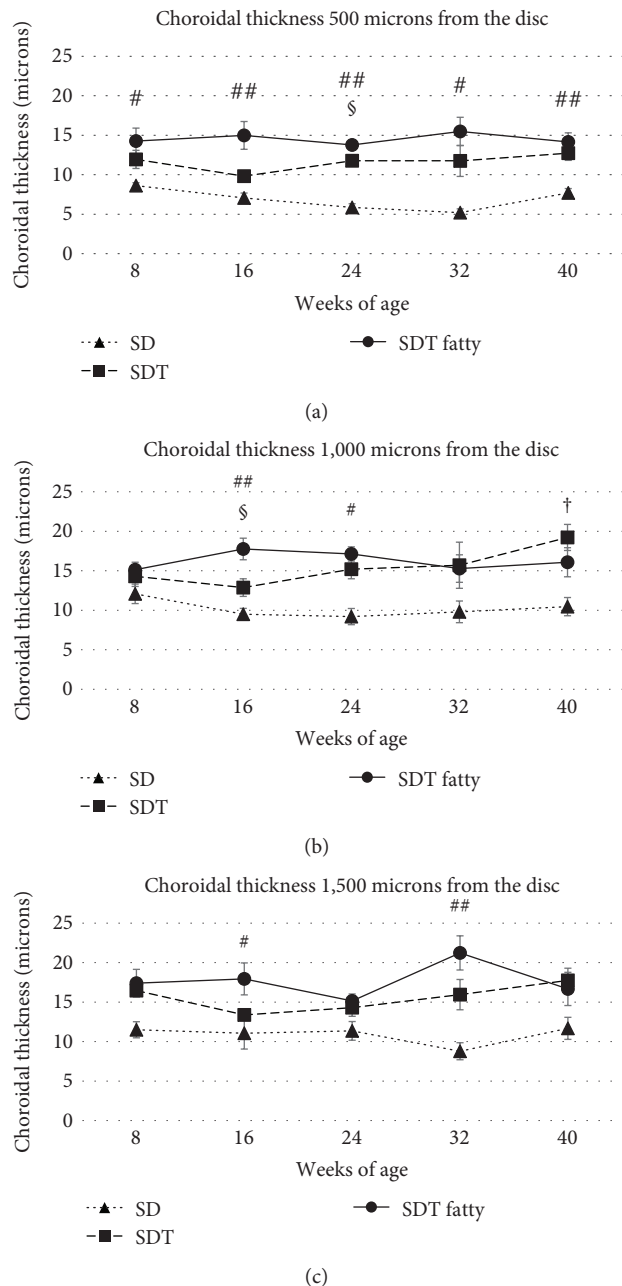 Choroidal thickness 500 microns from the disc
Choroidal thickness (microns)
25
20
15
10
5
0
# ## ## # ##
§
8 16 24 32 40
Weeks of age
SD SDT fatty
SDT
(a)
Choroidal thickness 1,000 microns from the disc
Choroidal thickness (microns)
25
20
15
10
5
0
##
§ # †
8 16 24 32 40
Weeks of age
SD SDT fatty
SDT
(b)
Choroidal thickness 1,500 microns from the disc
Choroidal thickness (microns)
25
20
15
10
5
0
# ##
8 16 24 32 40
Weeks of age
SD SDT fatty
SDT
(c)